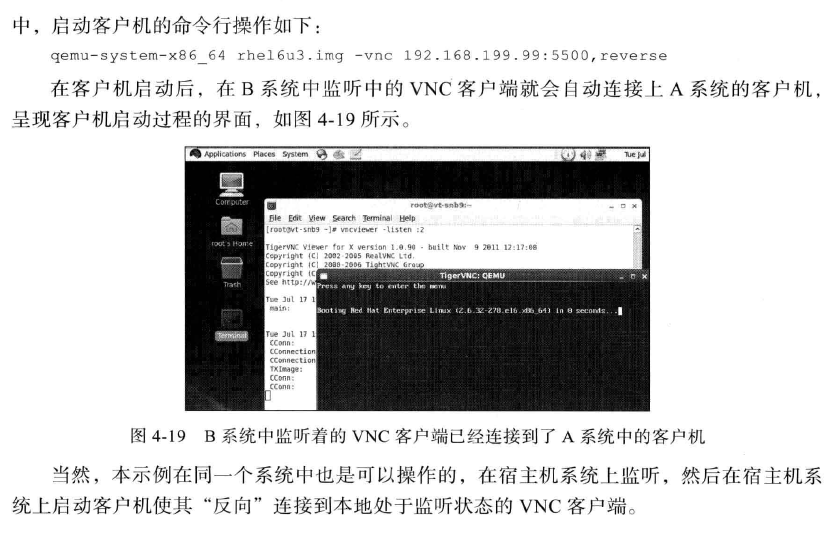 中，启动客户机的命令行操作如下：
qemu-system-x86_64 rhel6u3.img -vnc 192.168.199.99:5500,reverse
在客户机启动后，在 B 系统中监听中的 VNC 客户端就会自动连接上 A 系统的客户机，
呈现客户机启动过程的界面，如图 4-19 所示。
Applications Places System Tue Jul
Computer
root's Home
Trash
Terminal
root@vt-snb9:~
File Edit View Search Terminal Help
[root@vt-snb9 ~]# vncviewer -listen :2
TigerVNC Viewer for X version 1.0.90 - built Nov 9 2011 12:17:08
Copyright (C) 2002-2005 RealVNC Ltd.
Copyright (C) 2000-2006 TightVNC Group
Copyright (C
See http://w
Tue Jul 17 1
main:
Tue Jul 17 1
CConn:
CConnection
CConnection
TXImage:
CConn:
CConn:
TigerVNC: QEMU
Press any key to enter the menu
Booting Red Hat Enterprise Linux (2.6.32-278.el6.x86_64) in 0 seconds...
图 4-19 B 系统中监听着的 VNC 客户端已经连接到了 A 系统中的客户机
当然，本示例在同一个系统中也是可以操作的，在宿主机系统上监听，然后在宿主机系
统上启动客户机使其“反向”连接到本地处于监听状态的 VNC 客户端。